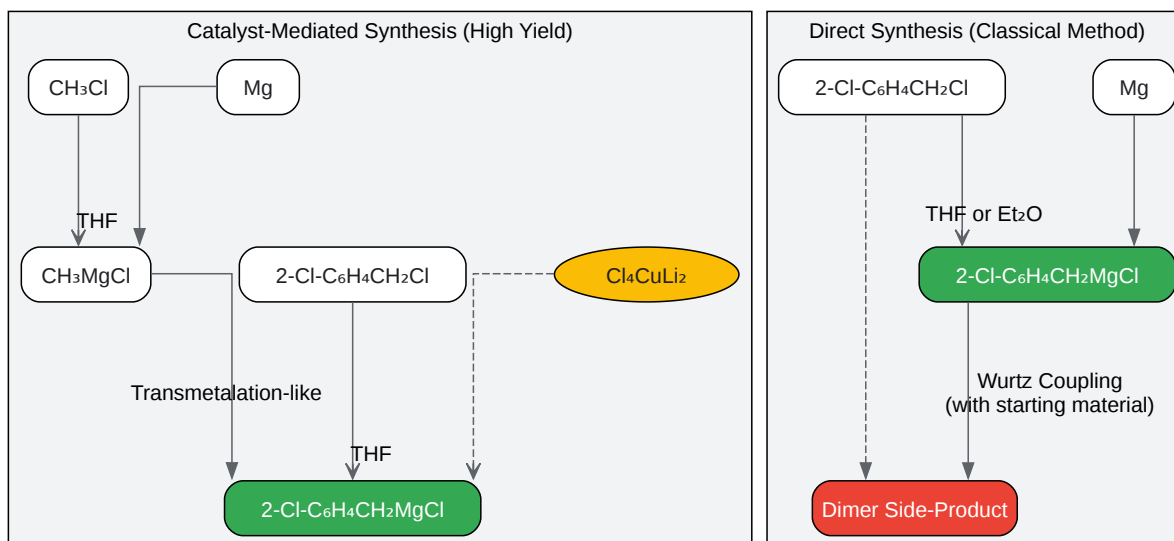 Catalyst-Mediated Synthesis (High Yield)
CH₃Cl
Mg
THF
CH₃MgCl
2-Cl-C₆H₄CH₂Cl
Cl₄CuLi₂
Transmetalation-like
THF
2-Cl-C₆H₄CH₂MgCl
Direct Synthesis (Classical Method)
2-Cl-C₆H₄CH₂Cl
Mg
THF or Et₂O
2-Cl-C₆H₄CH₂MgCl
Wurtz Coupling
(with starting material)
Dimer Side-Product